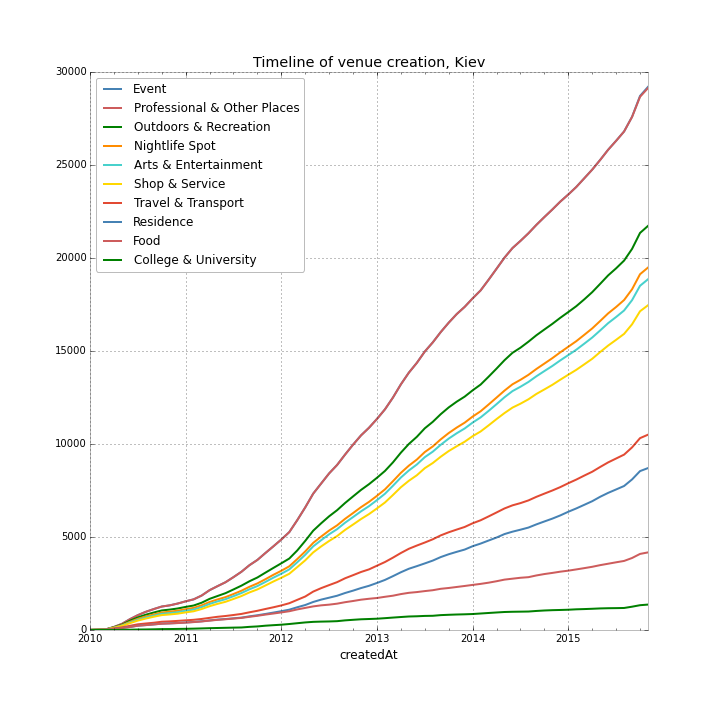 Timeline of venue creation, Kiev
30000
25000
20000
15000
10000
5000
0
Event
Professional & Other Places
Outdoors & Recreation
Nightlife Spot
Arts & Entertainment
Shop & Service
Travel & Transport
Residence
Food
College & University
2010 2011 2012 2013 2014 2015
createdAt